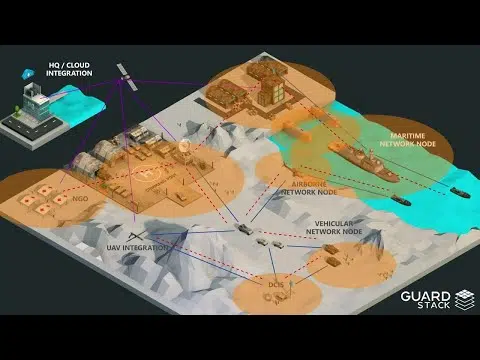 HQ / CLOUD
INTEGRATION
MARITIME
NETWORK NODE
AIRBORNE
NETWORK NODE
NGO
VEHICULAR
NETWORK NODE
UAV INTEGRATION
DCIS
GUARD
STACK